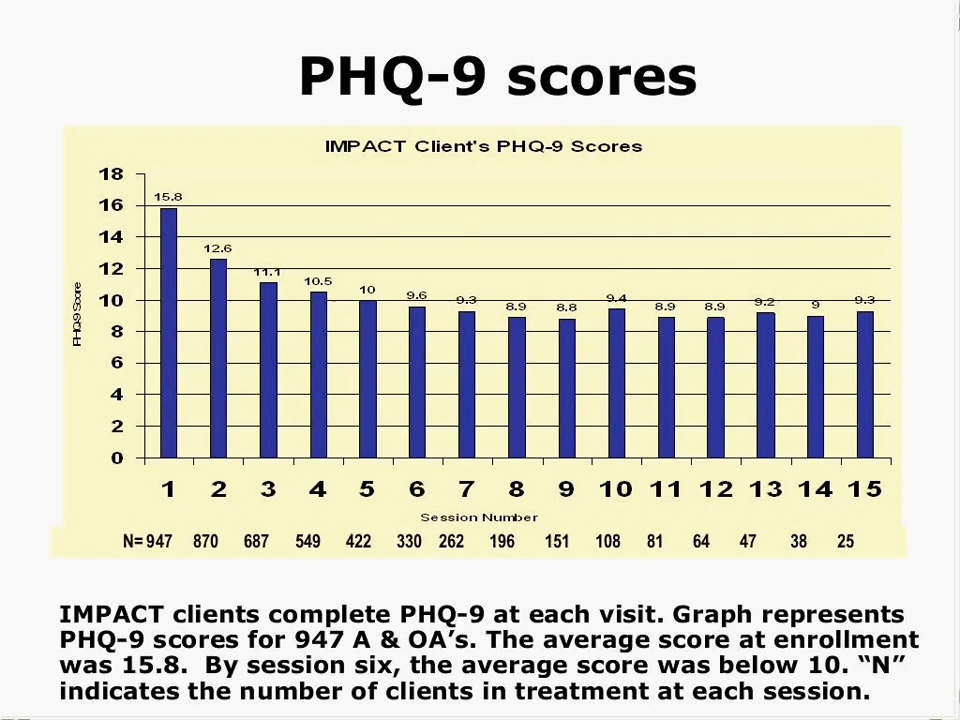 PHQ-9 scores
IMPACT Client's PHQ-9 Scores
18
16
14
12
10
8
6
4
2
0
PHQ-9 Score
15.8
12.6
11.1
10.5
10
9.6
9.3
8.9
8.8
9.4
8.9
8.9
9.2
9
9.3
1 2 3 4 5 6 7 8 9 10 11 12 13 14 15
Session Number
N= 947 870 687 549 422 330 262 196 151 108 81 64 47 38 25
IMPACT clients complete PHQ-9 at each visit. Graph represents
PHQ-9 scores for 947 A & OA’s. The average score at enrollment
was 15.8. By session six, the average score was below 10. “N”
indicates the number of clients in treatment at each session.